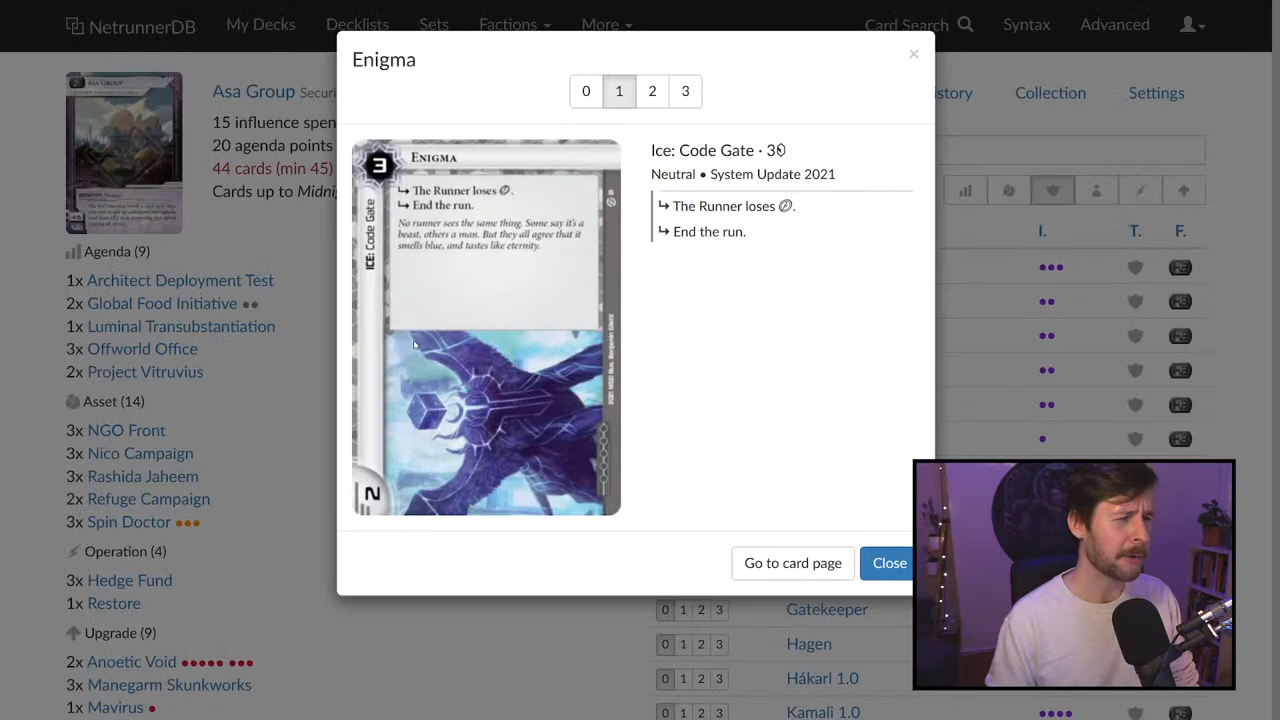 NetrunnerDB My Decks Decklists Sets Factions More Card Search Syntax Advanced
Enigma
×
0 1 2 3
Asa Group
15 influence spen
20 agenda points
44 cards (min 45)
Cards up to Midni
Agenda (9)
1x Architect Deployment Test
2x Global Food Initiative
1x Luminal Transubstantiation
3x Offworld Office
2x Project Vitruvius
Asset (14)
3x NGO Front
3x Nico Campaign
3x Rashida Jaheem
2x Refuge Campaign
3x Spin Doctor
Operation (4)
3x Hedge Fund
1x Restore
Upgrade (9)
2x Anoetic Void
3x Manegarm Skunkworks
1x Mavirus
3 ENIGMA
ICE: Code Gate
↳ The Runner loses
↳ End the run.
No runner sees the same thing. Some say it's a
beast, others a man. But they all agree that it
smells blue, and tastes like eternity.
2
Ice: Code Gate · 3
Neutral • System Update 2021
↳ The Runner loses
↳ End the run.
Go to card page Close
istory Collection Settings
I. T. F.
0 1 2 3 Gatekeeper
0 1 2 3 Hagen
0 1 2 3 Hákarl 1.0
0 1 2 3 Kamali 1.0